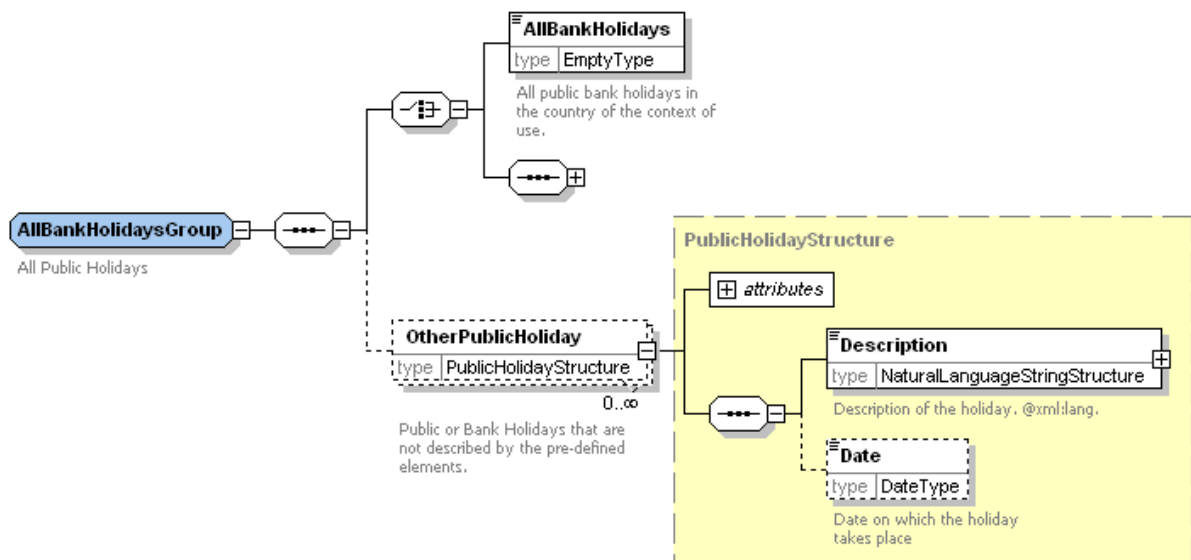 AllBankHolidays
type EmptyType
All public bank holidays in
the country of the context of
use.
AllBankHolidaysGroup
All Public Holidays
PublicHolidayStructure
attributes
OtherPublicHoliday
type PublicHolidayStructure
0..∞
Public or Bank Holidays that are
not described by the pre-defined
elements.
Description
type NaturalLanguageStringStructure
Description of the holiday. @xml:lang.
Date
type DateType
Date on which the holiday
takes place